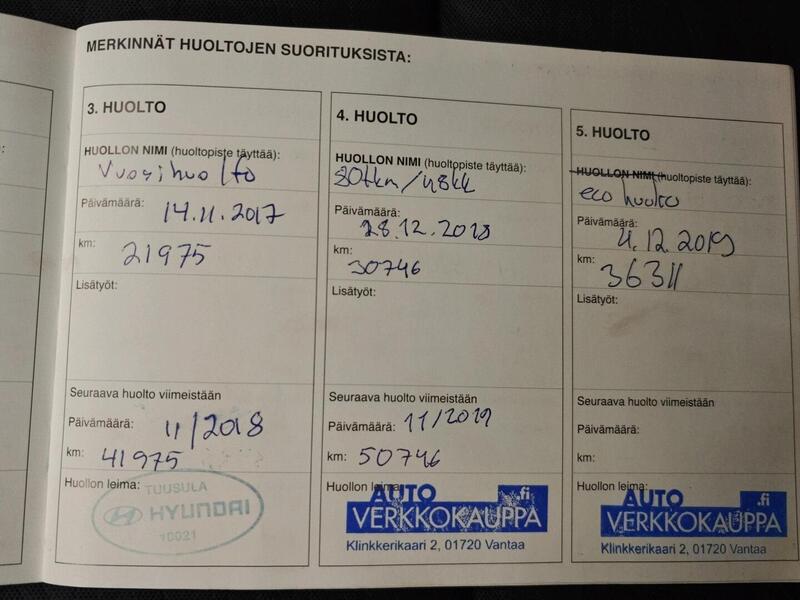 MERKINNÄT HUOLTOJEN SUORITUKSISTA:
3. HUOLTO
HUOLLON NIMI (huoltopiste täyttää):
Vuosihuolto
Päivämäärä: 14.11.2017
km: 21975
Lisätyöt:
Seuraava huolto viimeistään
Päivämäärä: 11/2018
km: 41975
Huollon leima:
TUUSULA
HYUNDAI
10021
4. HUOLTO
HUOLLON NIMI (huoltopiste täyttää):
80tkm/48kk
Päivämäärä: 28.12.2018
km: 30746
Lisätyöt:
Seuraava huolto viimeistään
Päivämäärä: 11/2019
km: 50746
Huollon leima:
AUTO .fi
VERKKOKAUPPA
Klinkkerikaari 2, 01720 Vantaa
5. HUOLTO
HUOLLON NIMI (huoltopiste täyttää):
eco huolto
Päivämäärä: 4.12.2019
km: 36311
Lisätyöt:
Seuraava huolto viimeistään
Päivämäärä:
km:
Huollon leima:
AUTO .fi
VERKKOKAUPPA
Klinkkerikaari 2, 01720 Vantaa